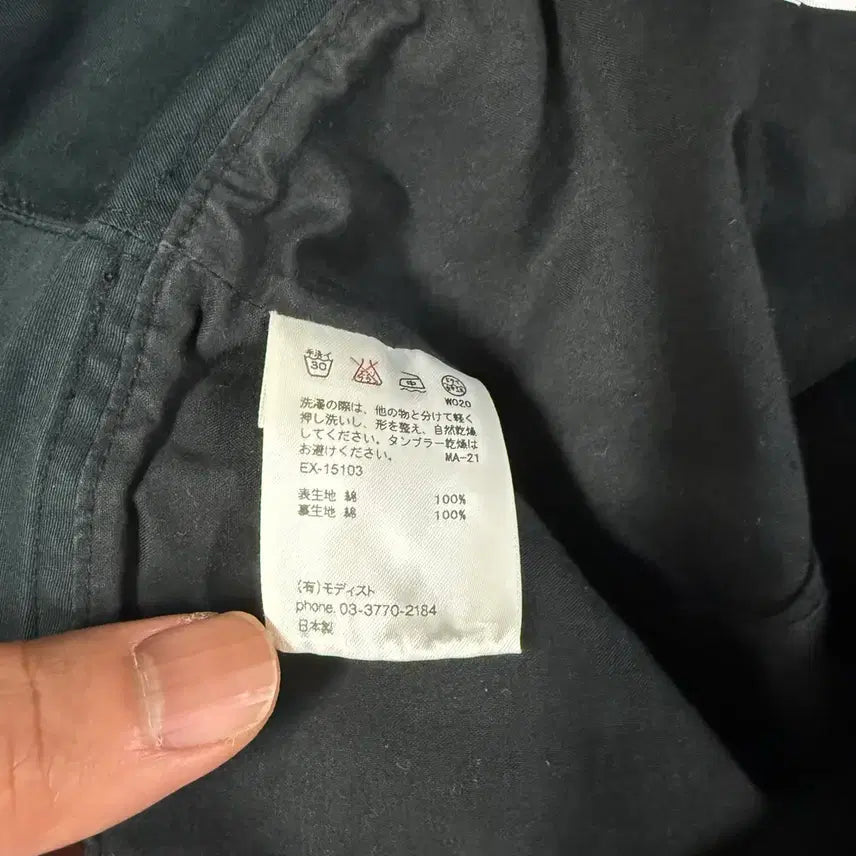 手洗イ
30
中
W020
洗濯の際は、他の物と分けて軽く
押し洗いし、形を整え、自然乾燥
してください。タンブラー乾燥は
お避けください。 MA-21
EX-15103
表生地 綿 100%
裏生地 綿 100%
(有)モディスト
phone. 03-3770-2184
日本製